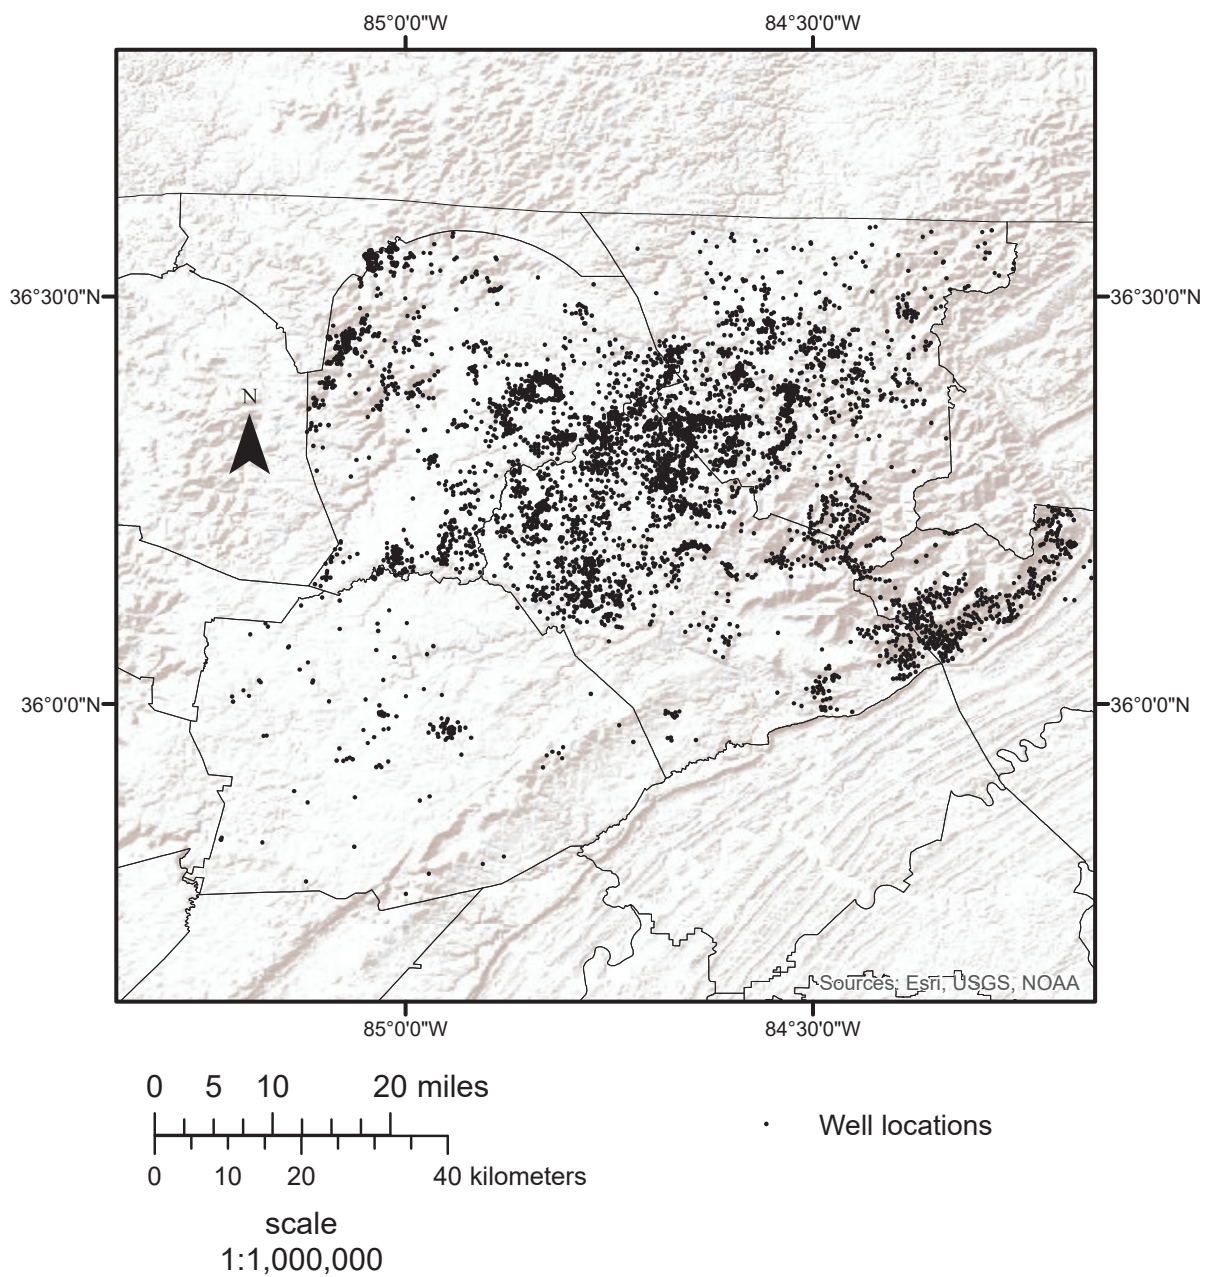 85°0'0"W 84°30'0"W
36°30'0"N 36°30'0"N
N
36°0'0"N 36°0'0"N
Sources: Esri, USGS, NOAA
85°0'0"W 84°30'0"W
0 5 10 20 miles
0 10 20 40 kilometers
Well locations
scale
1:1,000,000